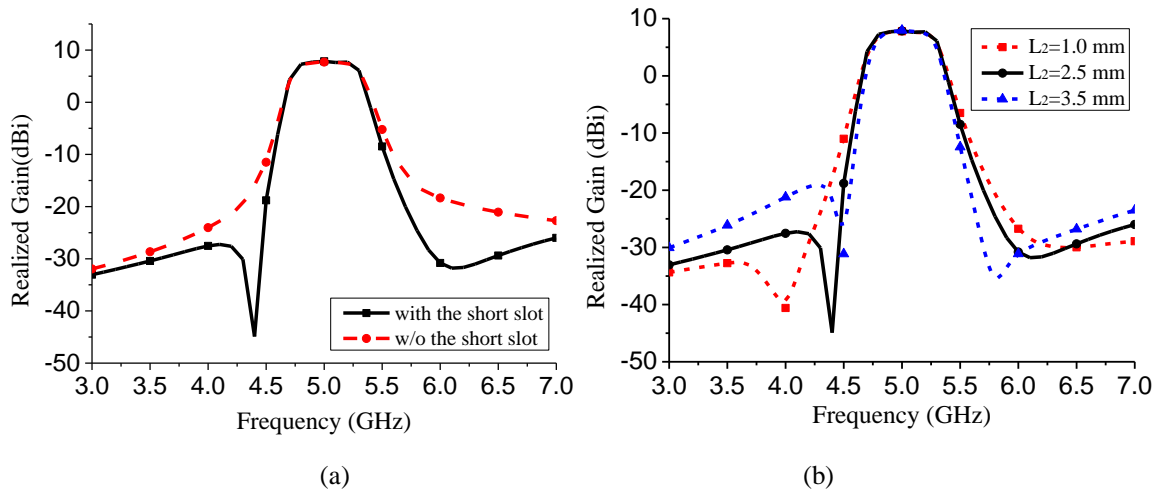 10
0
-10
-20
-30
-40
-50
3.0 3.5 4.0 4.5 5.0 5.5 6.0 6.5 7.0
Realized Gain(dBi)
Frequency (GHz)
with the short slot
w/o the short slot
(a)
10
0
-10
-20
-30
-40
-50
3.0 3.5 4.0 4.5 5.0 5.5 6.0 6.5 7.0
Realized Gain (dBi)
Frequency (GHz)
L2=1.0 mm
L2=2.5 mm
L2=3.5 mm
(b)